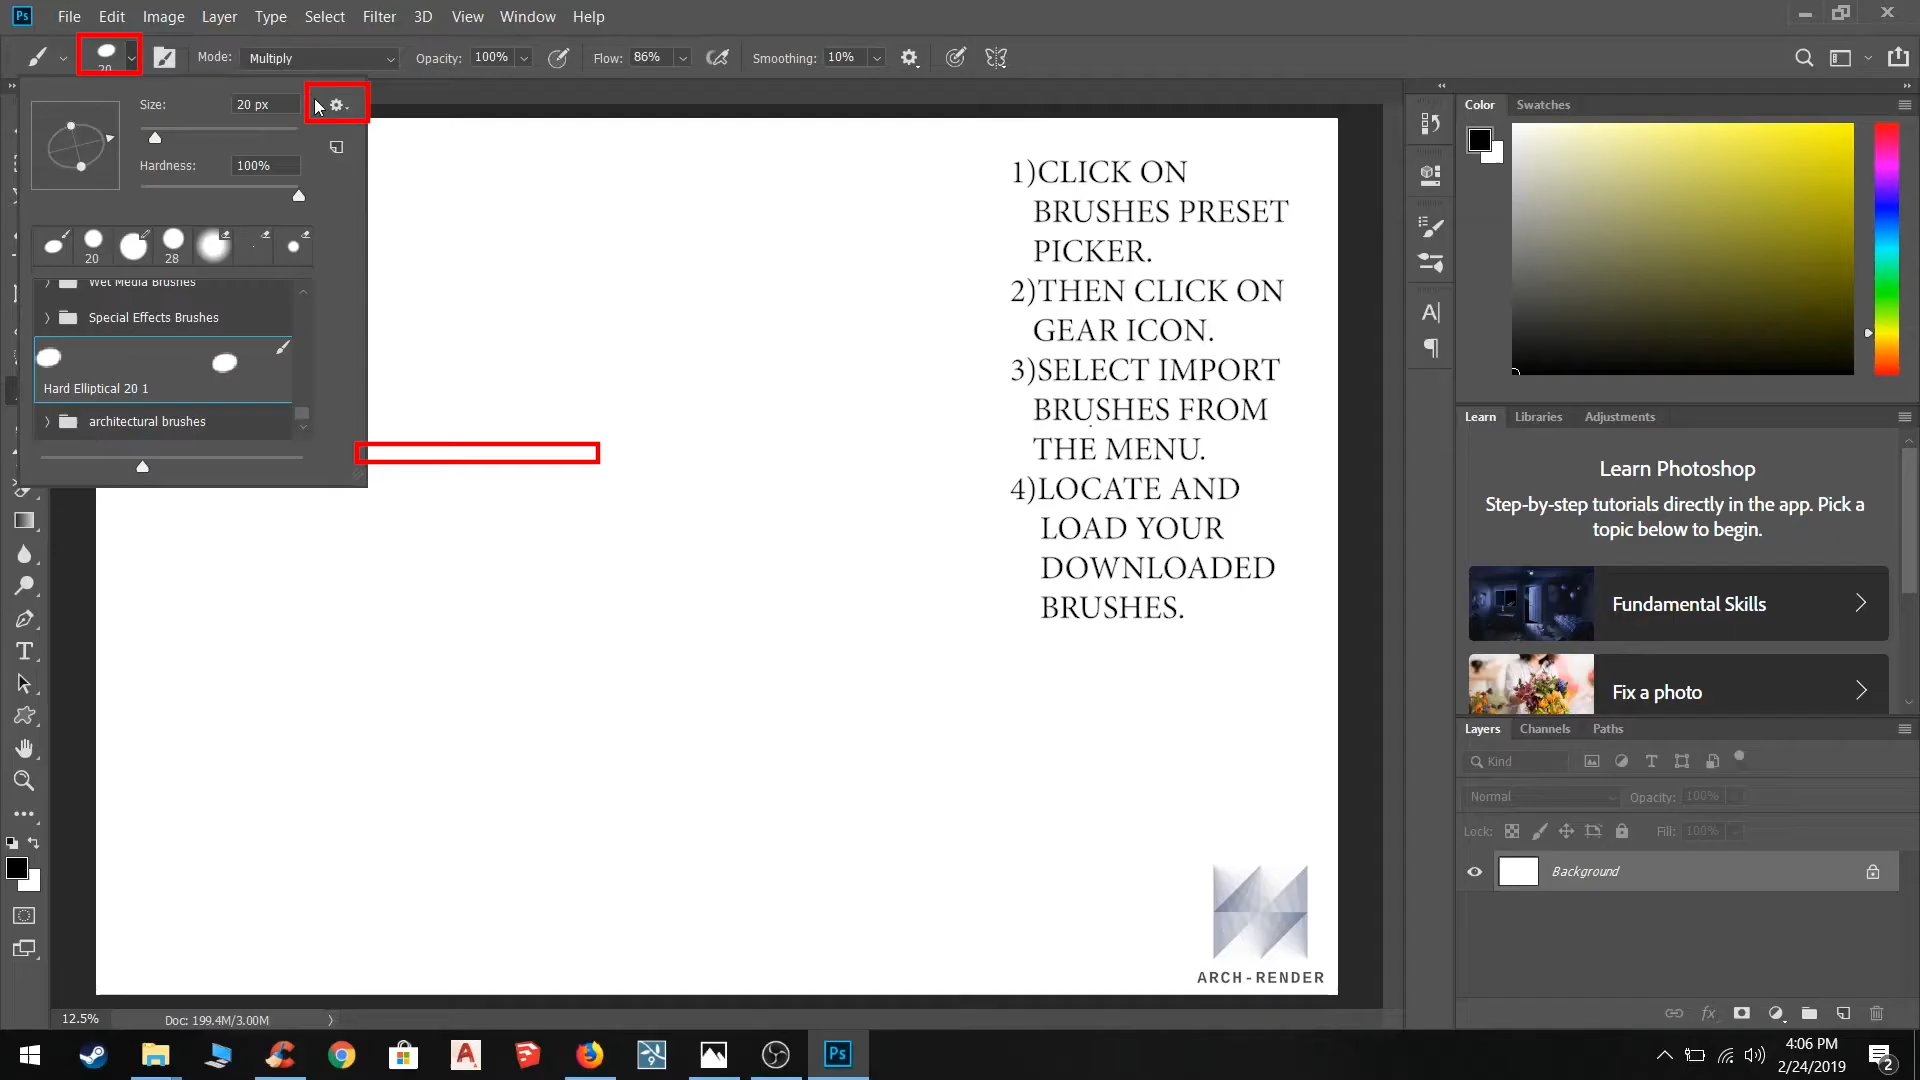 Ps File Edit Image Layer Type Select Filter 3D View Window Help
20 Mode: Multiply Opacity: 100% Flow: 86% Smoothing: 10%
Size: 20 px
Hardness: 100%
20 28
Wet Media Brushes
Special Effects Brushes
Hard Elliptical 20 1
architectural brushes
1)CLICK ON
BRUSHES PRESET
PICKER.
2)THEN CLICK ON
GEAR ICON.
3)SELECT IMPORT
BRUSHES FROM
THE MENU.
4)LOCATE AND
LOAD YOUR
DOWNLOADED
BRUSHES.
ARCH-RENDER
Color Swatches
Learn Libraries Adjustments
Learn Photoshop
Step-by-step tutorials directly in the app. Pick a
topic below to begin.
Fundamental Skills
Fix a photo
Layers Channels Paths
Kind
Normal Opacity: 100%
Lock: Fill: 100%
Background
fx
12.5% Doc: 199.4M/3.00M
Ps
4:06 PM
2/24/2019
2